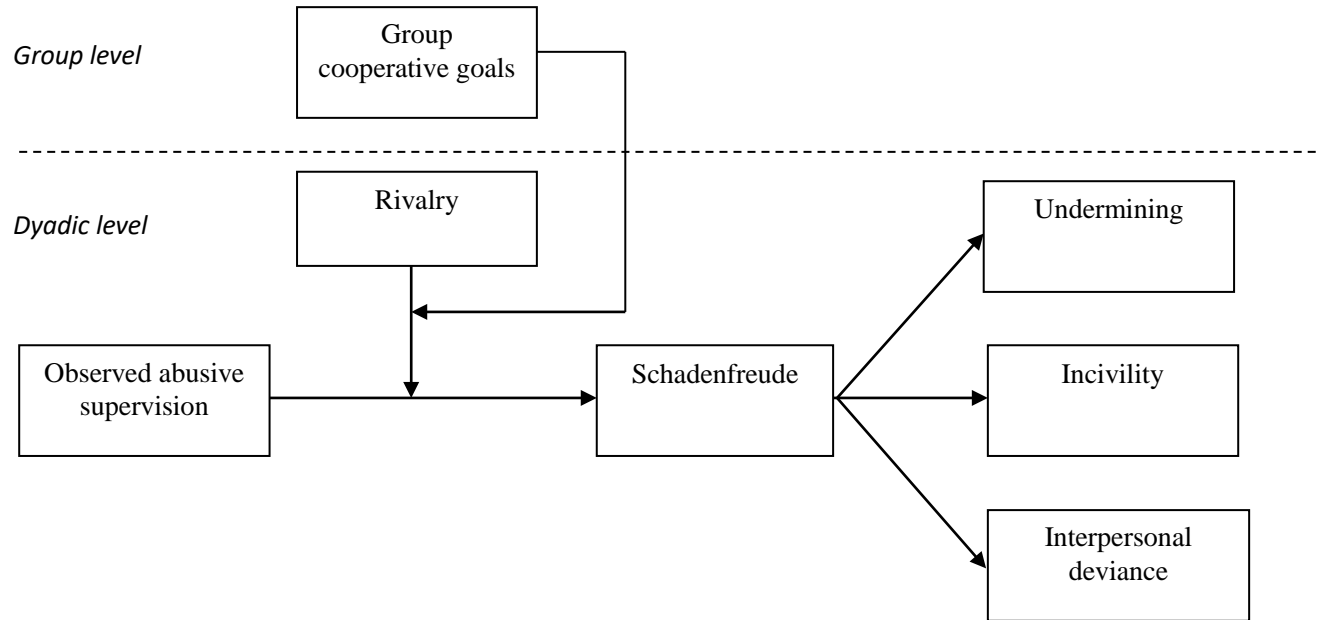 Group level
Group
cooperative goals
Rivalry
Dyadic level
Undermining
Observed abusive
supervision
Schadenfreude
Incivility
Interpersonal
deviance